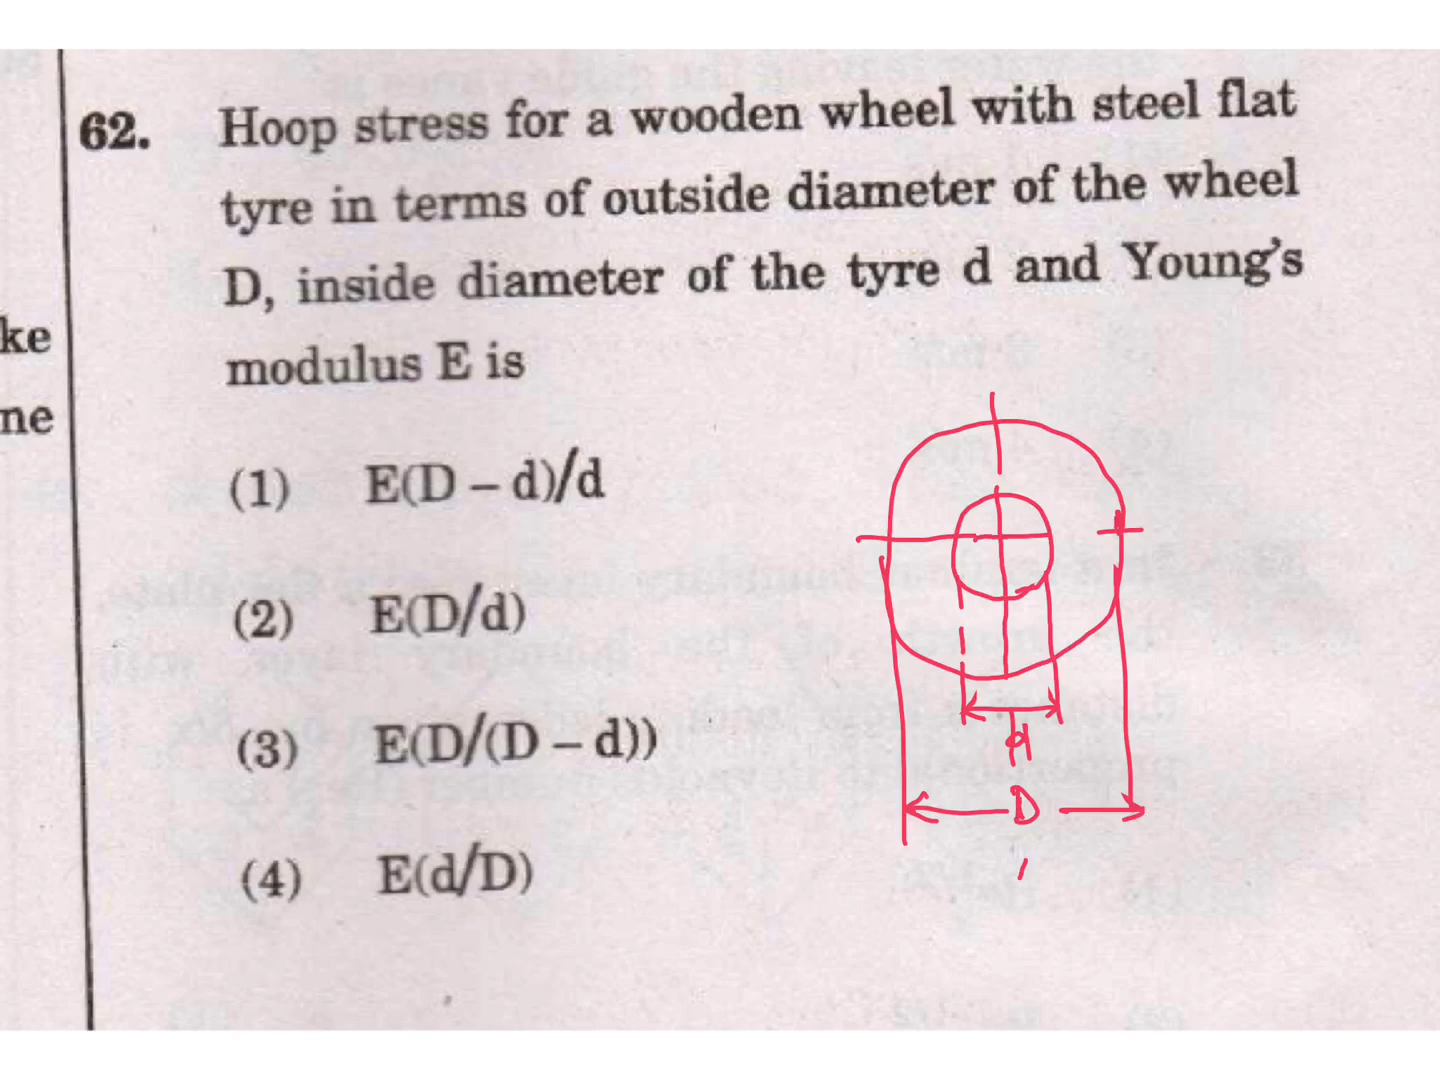 62. Hoop stress for a wooden wheel with steel flat
tyre in terms of outside diameter of the wheel
D, inside diameter of the tyre d and Young's
modulus E is
ke
ne
(1) E(D – d)/d
(2) E(D/d)
(3) E(D/(D – d))
(4) E(d/D)
d
D